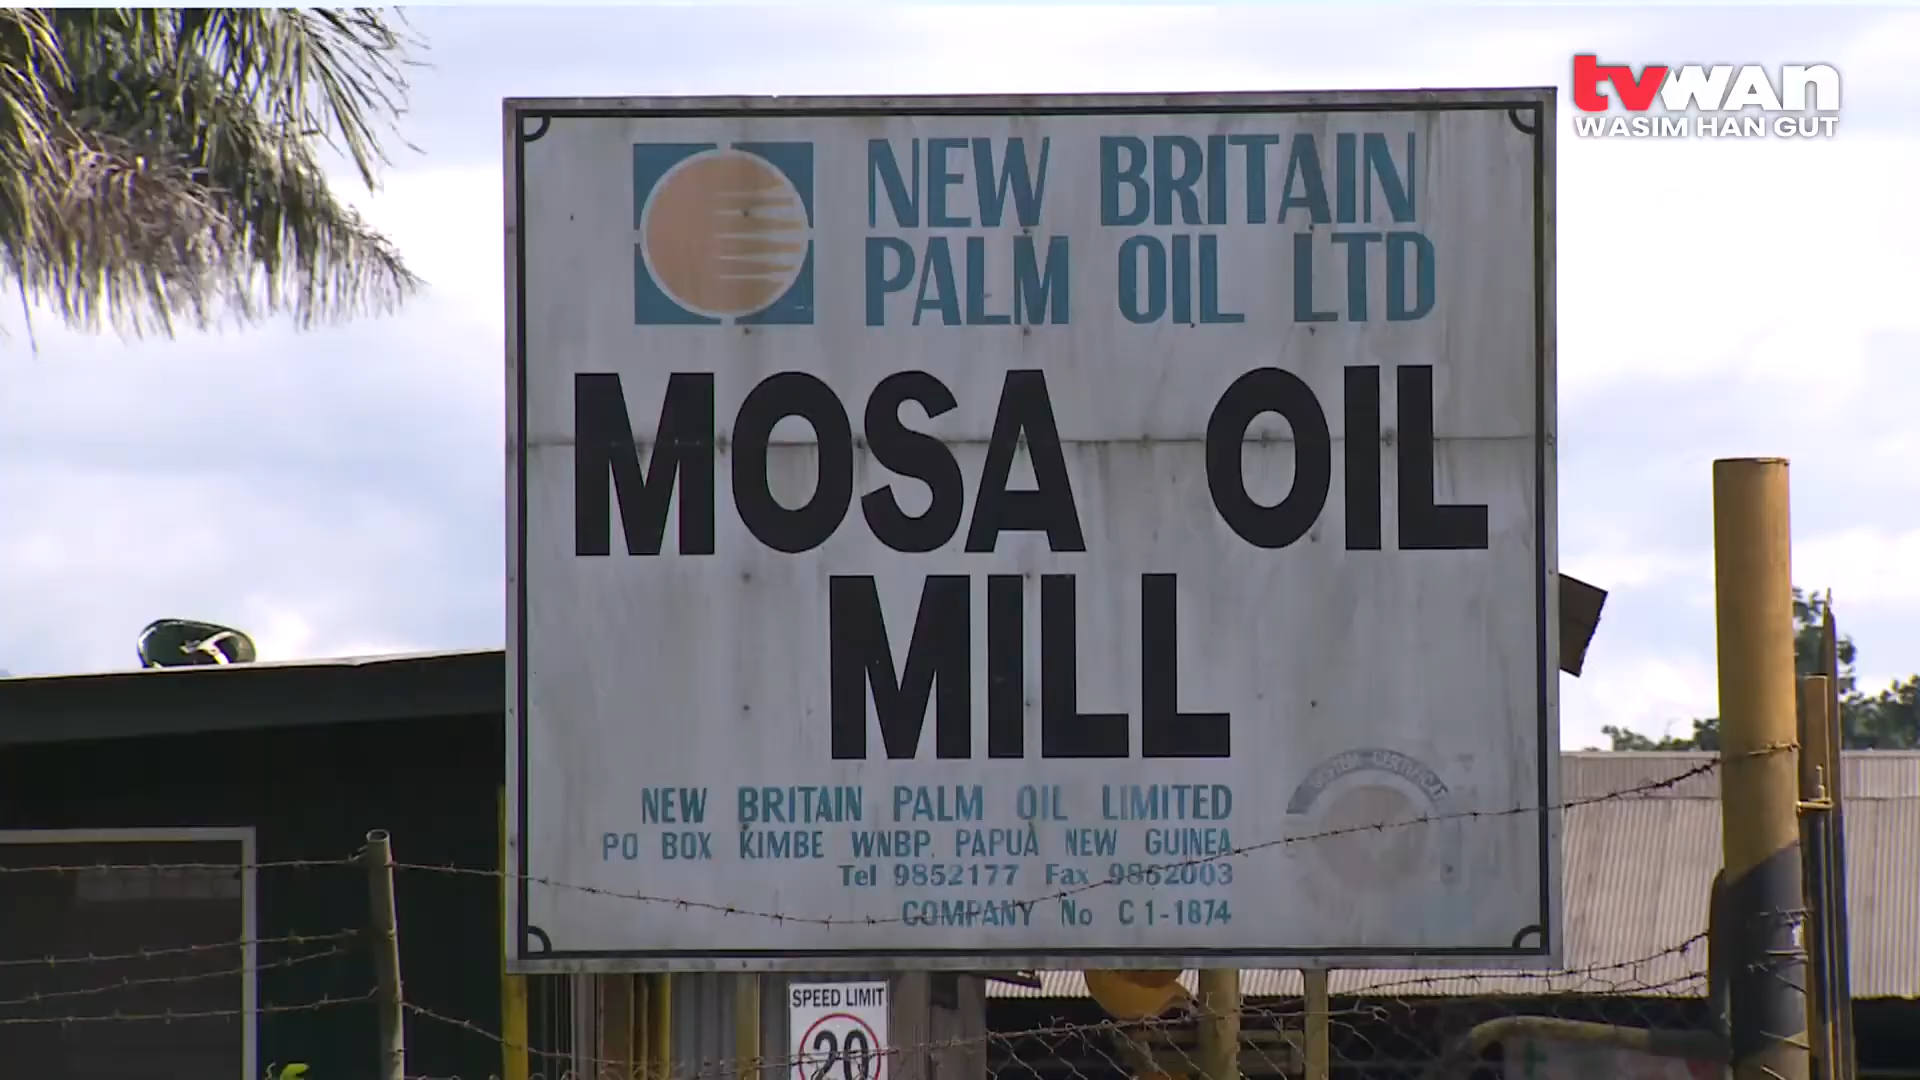 tvwan
WASIM HAN GUT
NEW BRITAIN
PALM OIL LTD
MOSA OIL
MILL
NEW BRITAIN PALM OIL LIMITED
PO BOX KIMBE WNBP. PAPUA NEW GUINEA
Tel 9852177 Fax 9852003
COMPANY No C1-1874
SPEED LIMIT
20